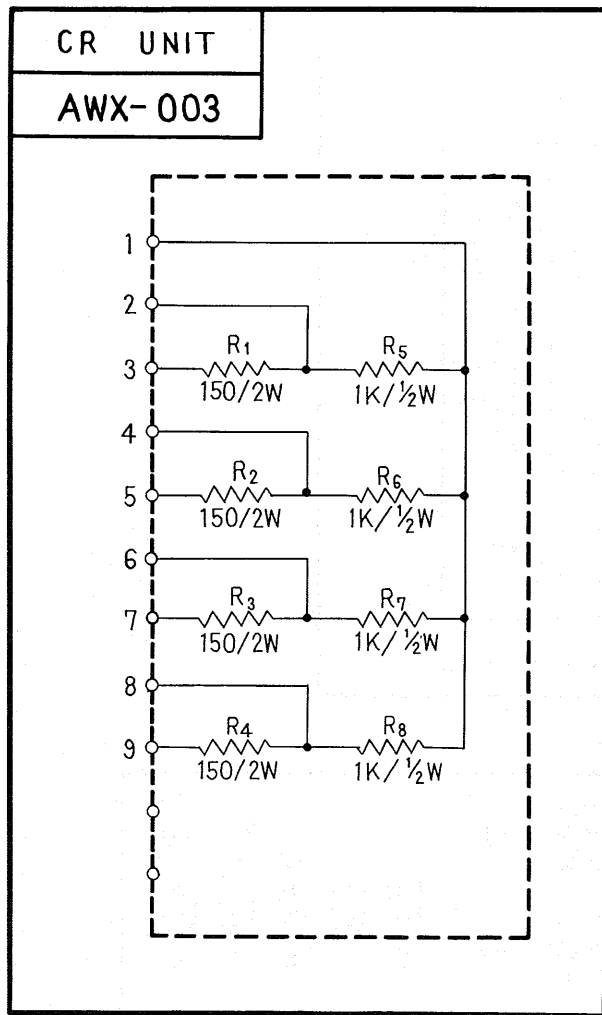 CR UNIT
AWX-003
1
2
3 R1 R5
150/2W 1K/½W
4
5 R2 R6
150/2W 1K/½W
6
7 R3 R7
150/2W 1K/½W
8
9 R4 R8
150/2W 1K/½W